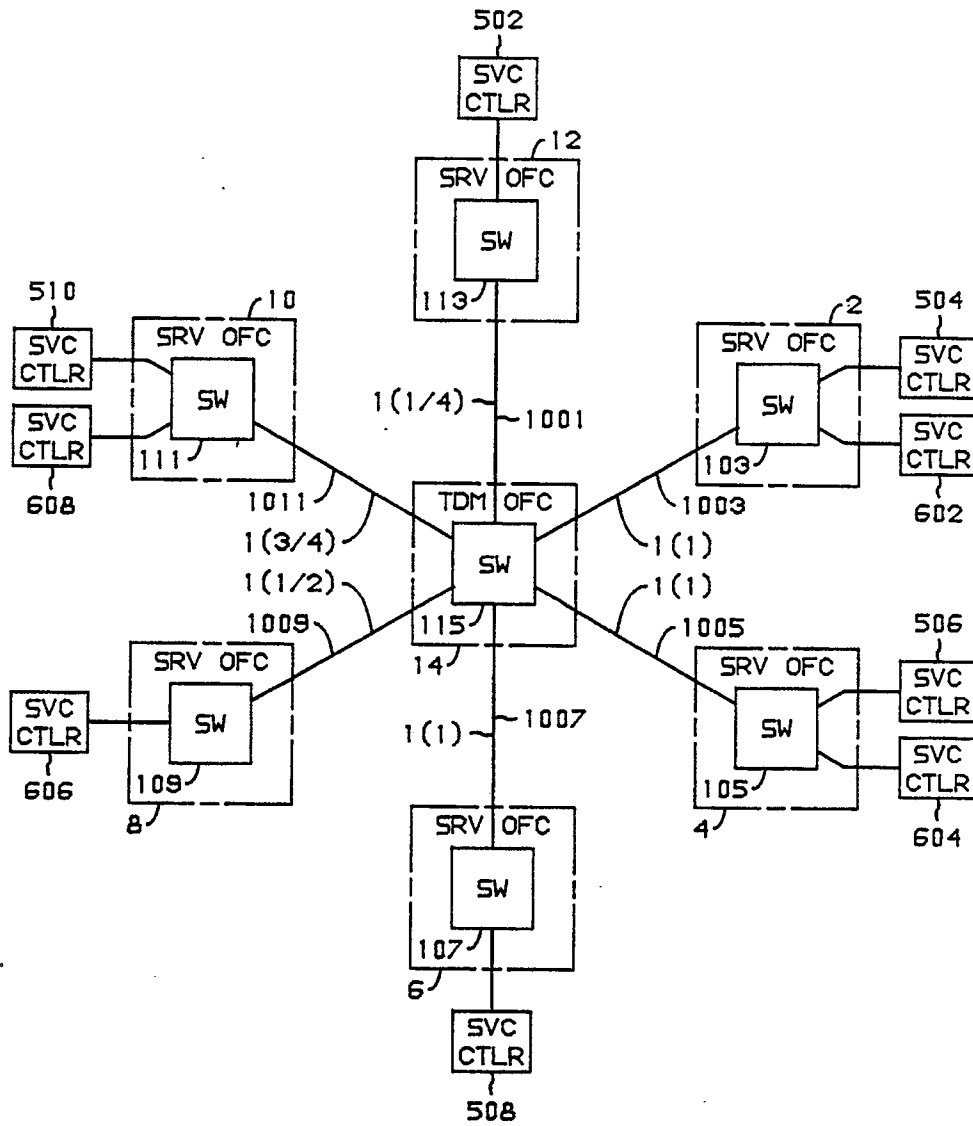 502
SVC
CTLR
12
SRV OFC
SW
113
510
10
SVC
CTLR
SRV OFC
SW
SVC
CTLR
111
608
2
504
SRV OFC
SVC
CTLR
SW
SVC
CTLR
103
602
1(1/4)
1001
1011
1(3/4)
1003
1(1)
TDM OFC
SW
115
14
1(1/2)
1009
1(1)
1005
SRV OFC
SVC
CTLR
SW
606
109
8
1(1)
1007
506
SRV OFC
SVC
CTLR
SW
SVC
CTLR
105
4
604
SRV OFC
SW
107
6
SVC
CTLR
508